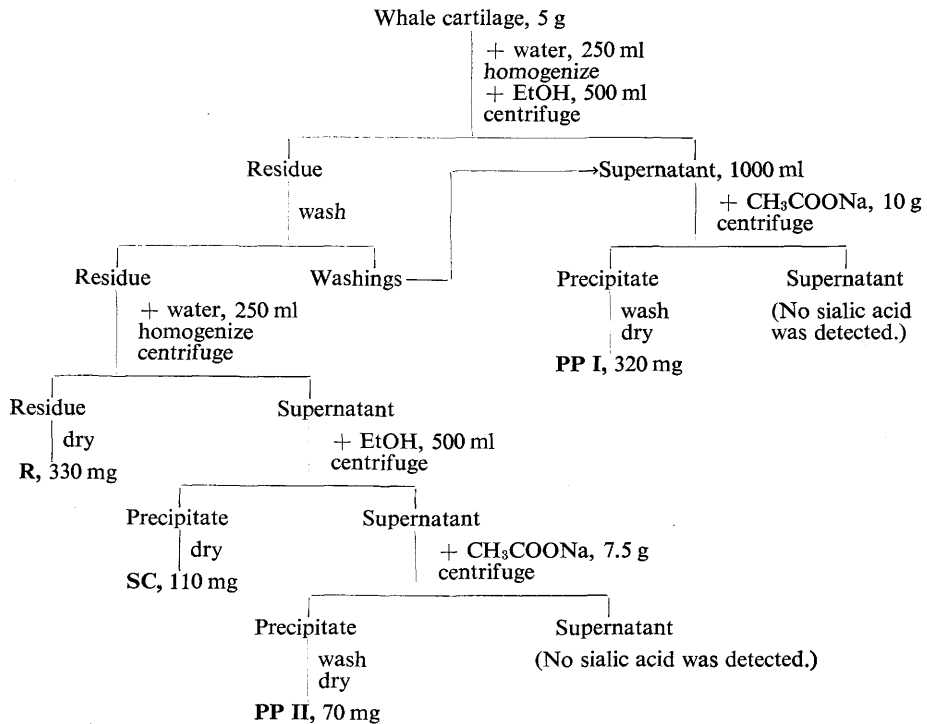 Whale cartilage, 5 g
+ water, 250 ml
homogenize
+ EtOH, 500 ml
centrifuge
Residue
→Supernatant, 1000 ml
wash
+ CH₃COONa, 10 g
centrifuge
Residue
Washings
Precipitate
Supernatant
+ water, 250 ml
homogenize
centrifuge
wash
dry
(No sialic acid
was detected.)
PP I, 320 mg
Residue
Supernatant
dry
+ EtOH, 500 ml
centrifuge
R, 330 mg
Precipitate
Supernatant
dry
+ CH₃COONa, 7.5 g
centrifuge
SC, 110 mg
Precipitate
Supernatant
wash
dry
(No sialic acid was detected.)
PP II, 70 mg